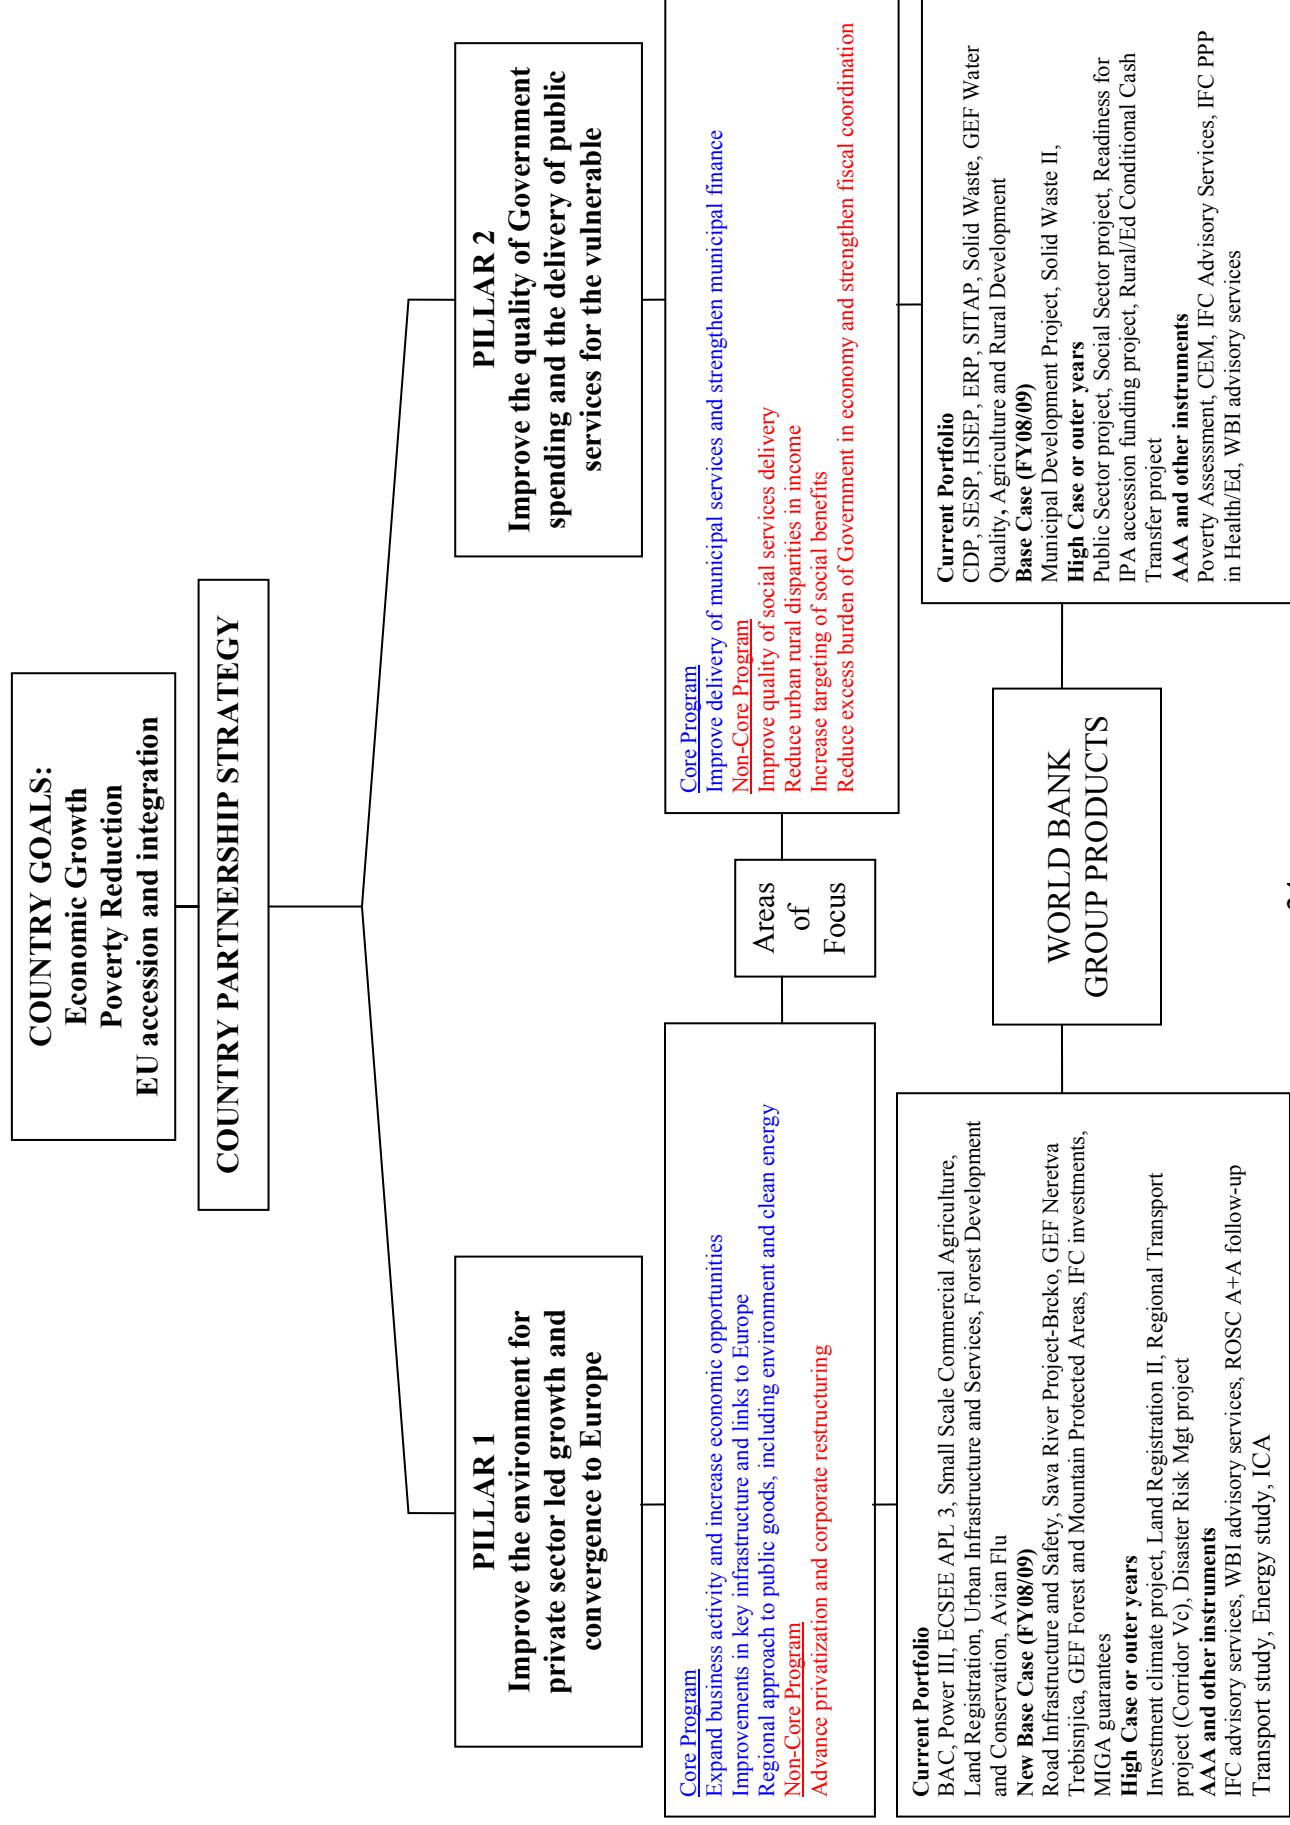 COUNTRY GOALS:
Economic Growth
Poverty Reduction
EU accession and integration
COUNTRY PARTNERSHIP STRATEGY
PILLAR 1
Improve the environment for
private sector led growth and
convergence to Europe
PILLAR 2
Improve the quality of Government
spending and the delivery of public
services for the vulnerable
Core Program
Expand business activity and increase economic opportunities
Improvements in key infrastructure and links to Europe
Regional approach to public goods, including environment and clean energy
Non-Core Program
Advance privatization and corporate restructuring
Areas
of
Focus
Core Program
Improve delivery of municipal services and strengthen municipal finance
Non-Core Program
Improve quality of social services delivery
Reduce urban rural disparities in income
Increase targeting of social benefits
Reduce excess burden of Government in economy and strengthen fiscal coordination
Current Portfolio
BAC, Power III, ECSEE APL 3, Small Scale Commercial Agriculture,
Land Registration, Urban Infrastructure and Services, Forest Development
and Conservation, Avian Flu
New Base Case (FY08/09)
Road Infrastructure and Safety, Sava River Project-Brcko, GEF Neretva
Trebisnjica, GEF Forest and Mountain Protected Areas, IFC investments,
MIGA guarantees
High Case or outer years
Investment climate project, Land Registration II, Regional Transport
project (Corridor Vc), Disaster Risk Mgt project
AAA and other instruments
IFC advisory services, WBI advisory services, ROSC A+A follow-up
Transport study, Energy study, ICA
WORLD BANK
GROUP PRODUCTS
Current Portfolio
CDP, SESP, HSEP, ERP, SITAP, Solid Waste, GEF Water
Quality, Agriculture and Rural Development
Base Case (FY08/09)
Municipal Development Project, Solid Waste II,
High Case or outer years
Public Sector project, Social Sector project, Readiness for
IPA accession funding project, Rural/Ed Conditional Cash
Transfer project
AAA and other instruments
Poverty Assessment, CEM, IFC Advisory Services, IFC PPP
in Health/Ed, WBI advisory services